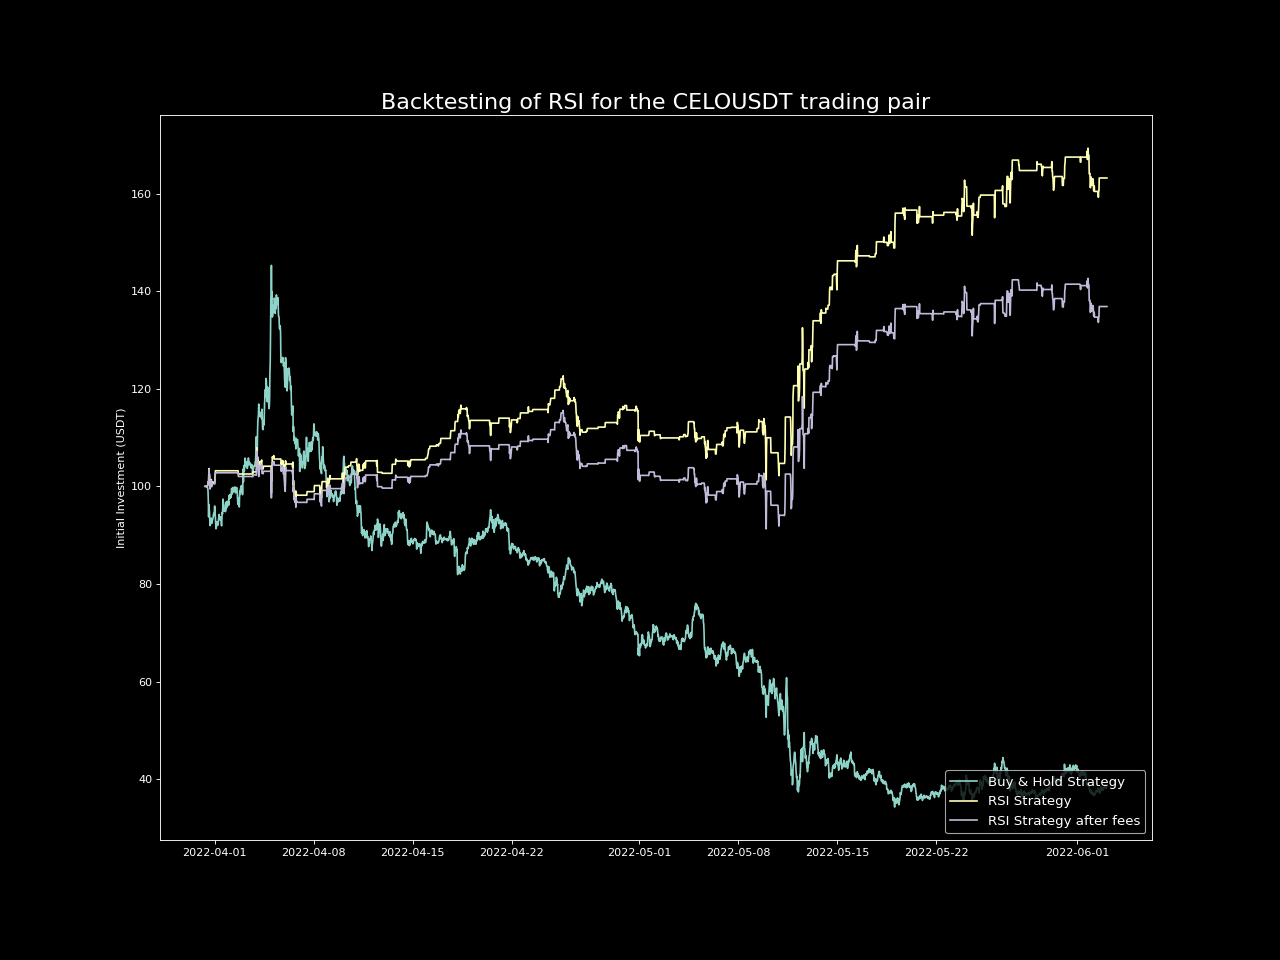 Backtesting of RSI for the CELOUSDT trading pair
Initial Investment (USDT)
160
140
120
100
80
60
40
Buy & Hold Strategy
RSI Strategy
RSI Strategy after fees
2022-04-01 2022-04-08 2022-04-15 2022-04-22 2022-05-01 2022-05-08 2022-05-15 2022-05-22 2022-06-01